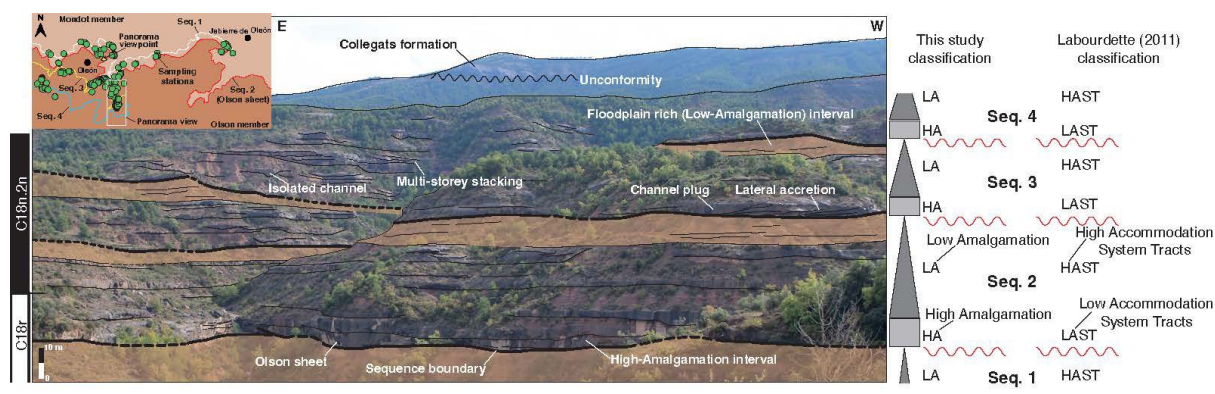 N
Mondot member
Seq. 1
Jabierre de Oleón
Panorama
viewpoint
Oleón
Sampling
stations
Seq. 3
Seq. 2
(Olson sheet)
Seq. 4
Panorama view
Olson member
E
W
Collegats formation
Unconformity
Floodplain rich (Low-Amalgamation) interval
Isolated channel
Multi-storey stacking
Channel plug
Lateral accretion
Olson sheet
Sequence boundary
High-Amalgamation interval
C18n.2n
C18r
10 m
0
This study
classification
Labourdette (2011)
classification
LA
HAST
Seq. 4
HA
LAST
LA
HAST
Seq. 3
HA
LAST
Low Amalgamation
High Accommodation
System Tracts
LA
HAST
Seq. 2
High Amalgamation
Low Accommodation
System Tracts
HA
LAST
LA
Seq. 1
HAST